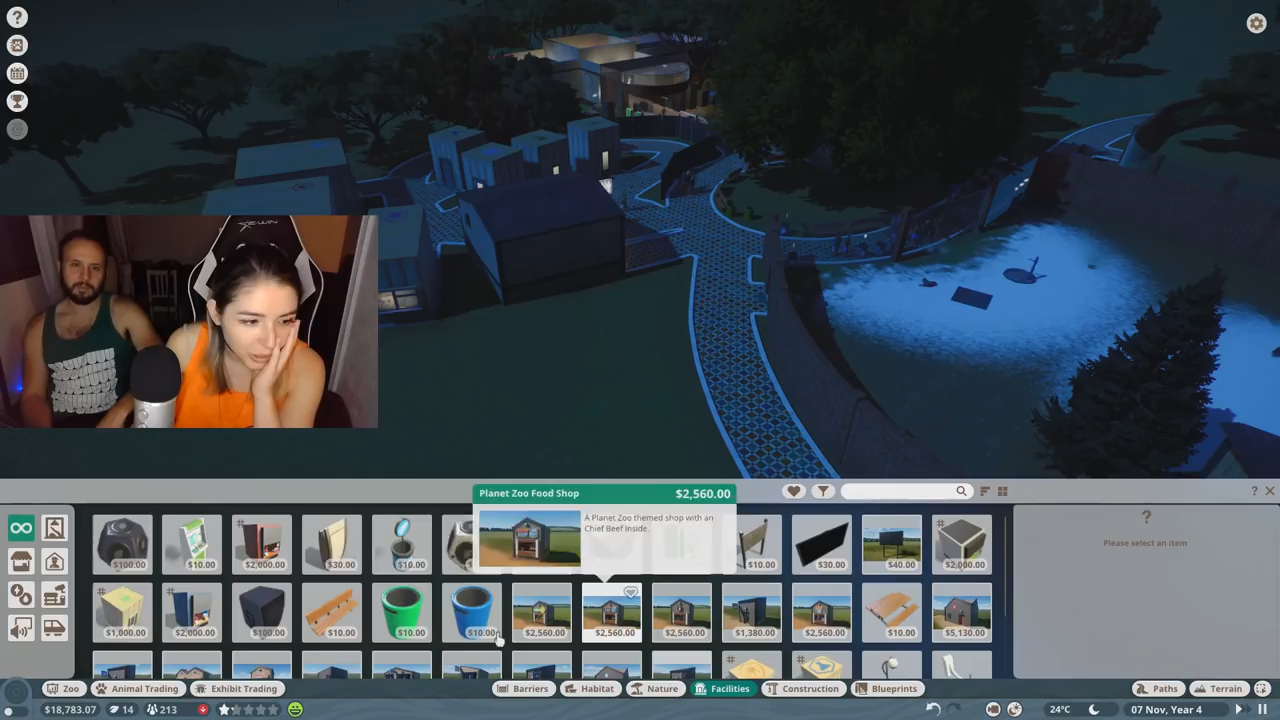 EWIN
Planet Zoo Food Shop $2,560.00
A Planet Zoo themed shop with an
Chief Beef inside.
Please select an item
$100.00 $10.00 $2,000.00 $30.00 $10.00 $10.00 $30.00 $40.00 $2,000.00
$1,000.00 $2,000.00 $100.00 $10.00 $10.00 $10.00 $2,560.00 $2,560.00 $2,560.00 $1,380.00 $2,560.00 $10.00 $5,130.00
Zoo Animal Trading Exhibit Trading Barriers Habitat Nature Facilities Construction Blueprints Paths Terrain
$18,783.07 14 213 24°C 07 Nov, Year 4